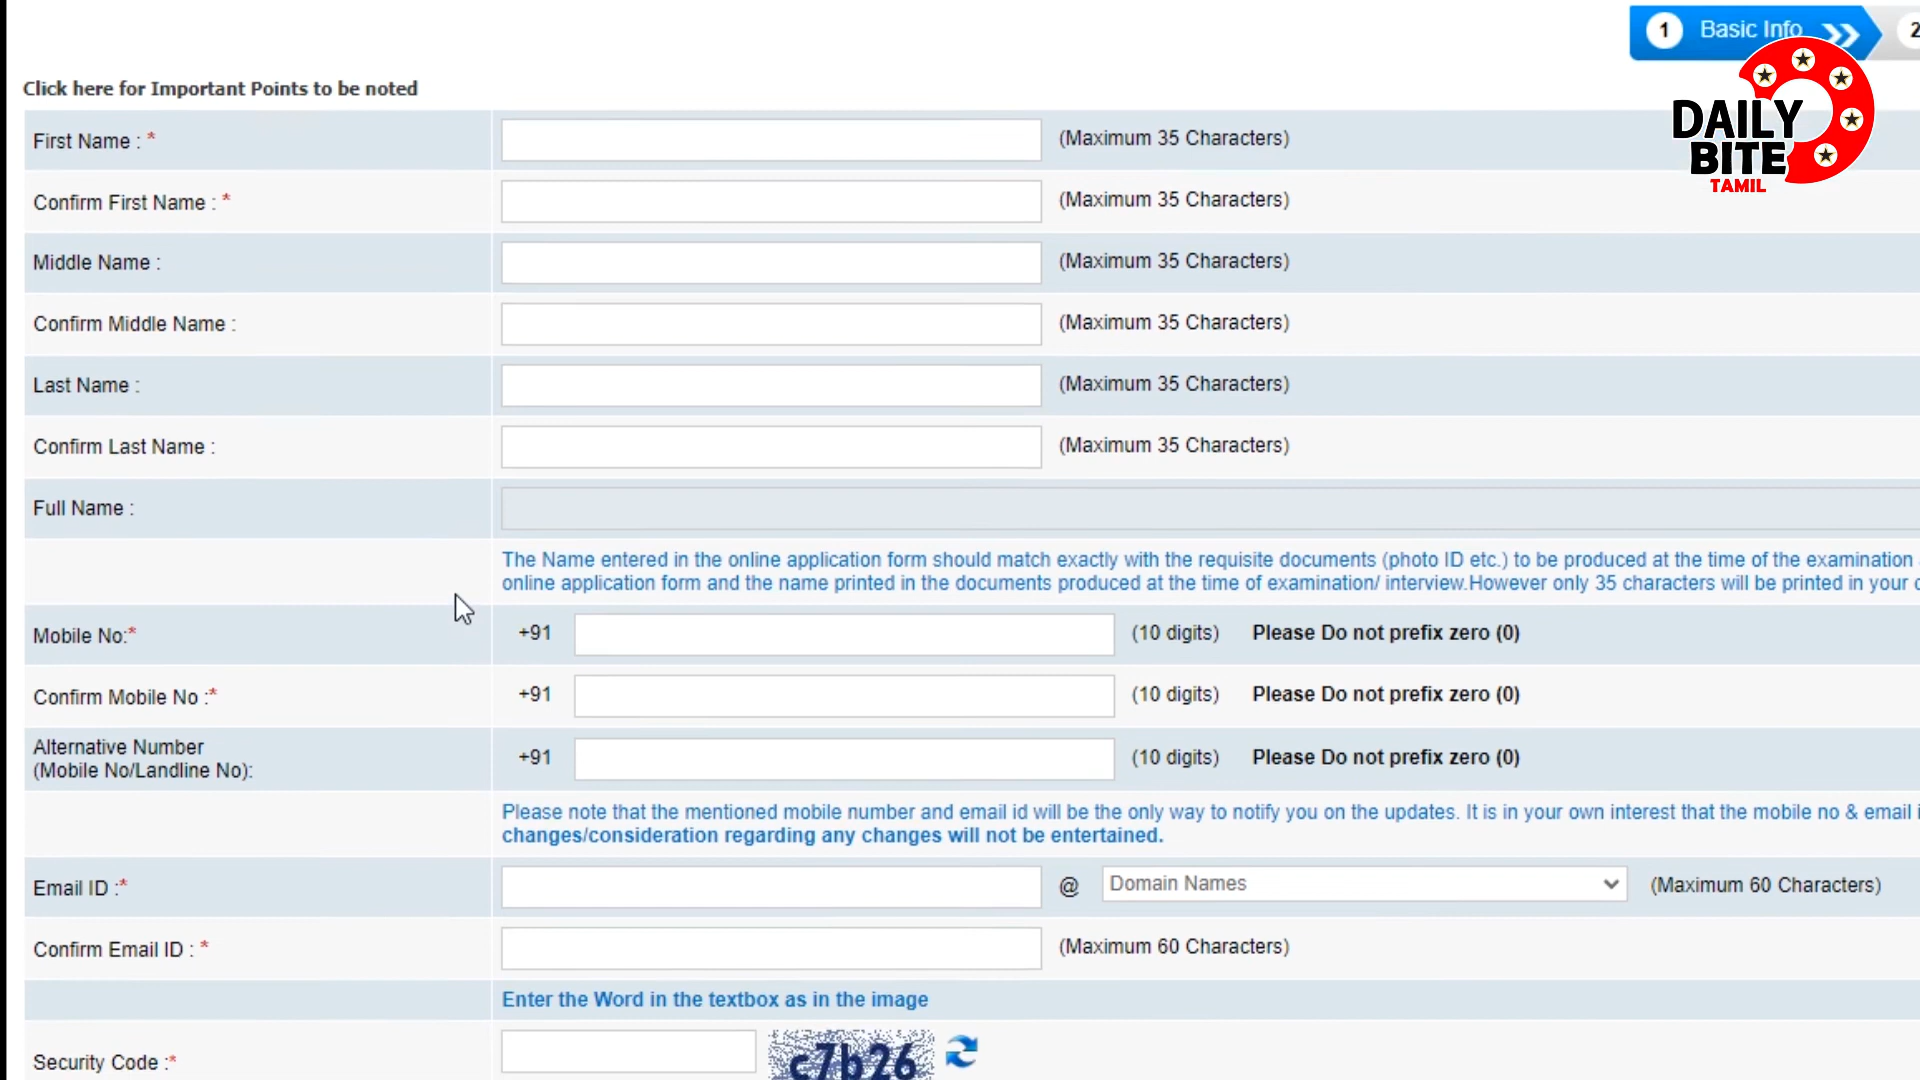 1 Basic Info 2
DAILY
BITE
TAMIL
Click here for Important Points to be noted
First Name : * (Maximum 35 Characters)
Confirm First Name : * (Maximum 35 Characters)
Middle Name : (Maximum 35 Characters)
Confirm Middle Name : (Maximum 35 Characters)
Last Name : (Maximum 35 Characters)
Confirm Last Name : (Maximum 35 Characters)
Full Name :
The Name entered in the online application form should match exactly with the requisite documents (photo ID etc.) to be produced at the time of the examination
online application form and the name printed in the documents produced at the time of examination/ interview.However only 35 characters will be printed in your
Mobile No:* +91 (10 digits) Please Do not prefix zero (0)
Confirm Mobile No :* +91 (10 digits) Please Do not prefix zero (0)
Alternative Number
(Mobile No/Landline No): +91 (10 digits) Please Do not prefix zero (0)
Please note that the mentioned mobile number and email id will be the only way to notify you on the updates. It is in your own interest that the mobile no & email
changes/consideration regarding any changes will not be entertained.
Email ID :* @ Domain Names (Maximum 60 Characters)
Confirm Email ID : * (Maximum 60 Characters)
Enter the Word in the textbox as in the image
Security Code :* c7b26